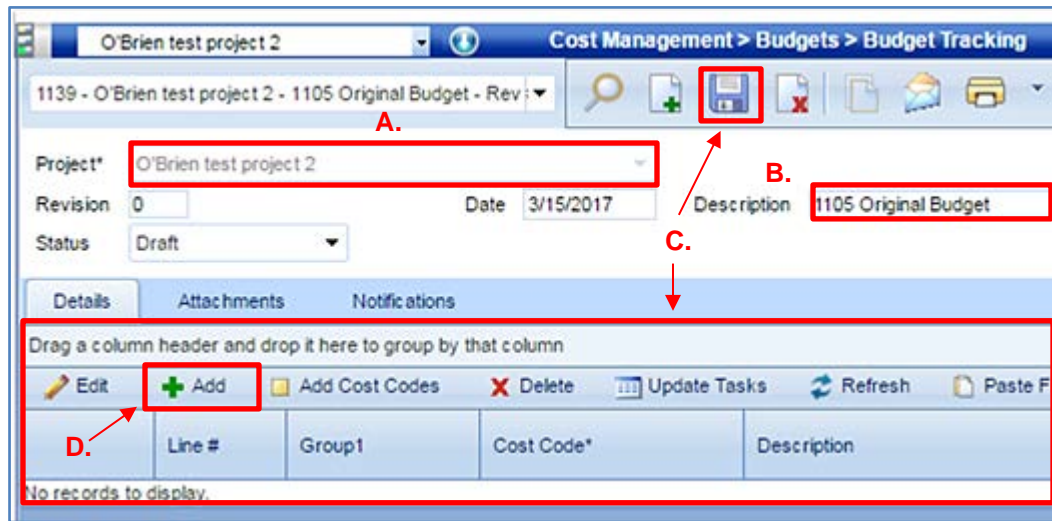 O'Brien test project 2 Cost Management > Budgets > Budget Tracking
1139 - O'Brien test project 2 - 1105 Original Budget - Rev
A.
Project* O'Brien test project 2
B.
Revision 0 Date 3/15/2017 Description 1105 Original Budget
Status Draft
C.
Details Attachments Notifications
Drag a column header and drop it here to group by that column
Edit Add Add Cost Codes Delete Update Tasks Refresh Paste F
D.
Line # Group1 Cost Code* Description
No records to display.